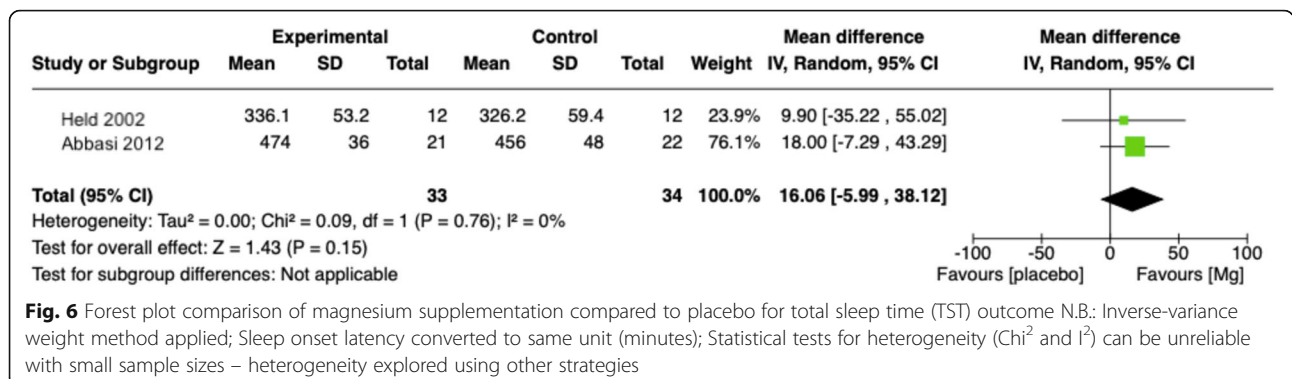 Experimental Control Mean difference Mean difference
Study or Subgroup Mean SD Total Mean SD Total Weight IV, Random, 95% CI IV, Random, 95% CI
Held 2002 336.1 53.2 12 326.2 59.4 12 23.9% 9.90 [-35.22 , 55.02]
Abbasi 2012 474 36 21 456 48 22 76.1% 18.00 [-7.29 , 43.29]
Total (95% CI) 33 34 100.0% 16.06 [-5.99 , 38.12]
Heterogeneity: Tau² = 0.00; Chi² = 0.09, df = 1 (P = 0.76); I² = 0%
Test for overall effect: Z = 1.43 (P = 0.15)
Test for subgroup differences: Not applicable
-100 -50 0 50 100
Favours [placebo] Favours [Mg]
Fig. 6 Forest plot comparison of magnesium supplementation compared to placebo for total sleep time (TST) outcome N.B.: Inverse-variance
weight method applied; Sleep onset latency converted to same unit (minutes); Statistical tests for heterogeneity (Chi² and I²) can be unreliable
with small sample sizes – heterogeneity explored using other strategies